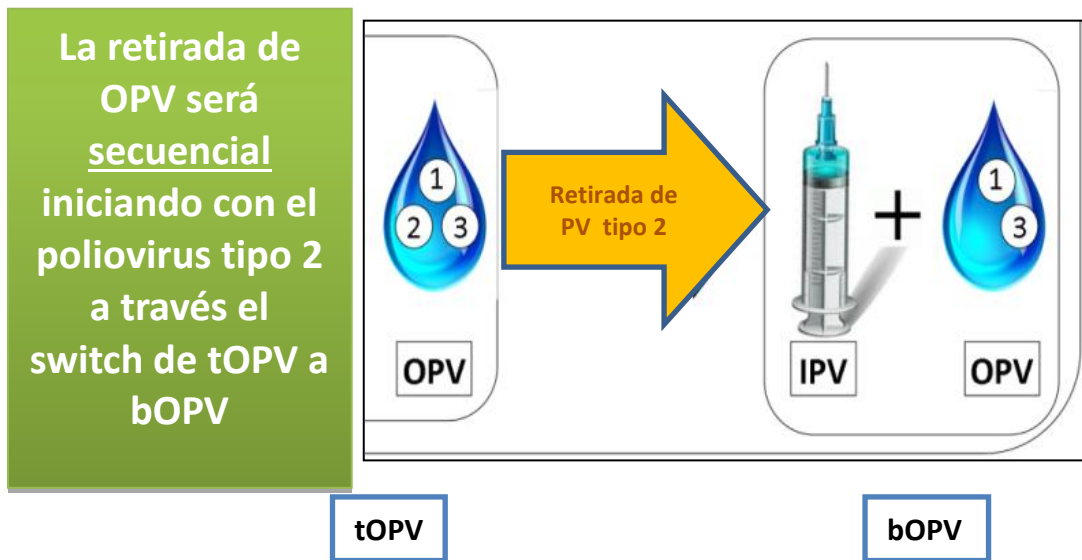 La retirada de
OPV será
secuencial
iniciando con el
poliovirus tipo 2
a través el
switch de tOPV a
bOPV
1
2 3
OPV
Retirada de
PV tipo 2
+
1
3
IPV
OPV
tOPV
bOPV